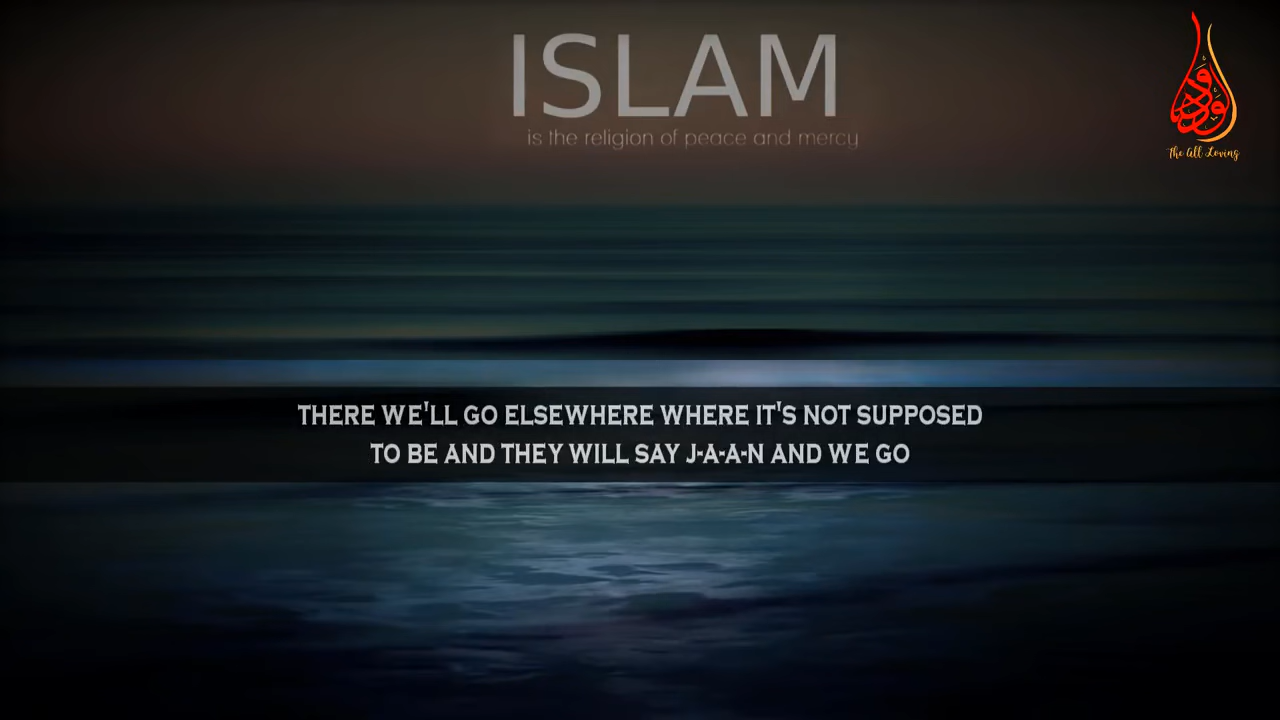 ISLAM
is the religion of peace and mercy
الودود
The All Loving
THERE WE'LL GO ELSEWHERE WHERE IT'S NOT SUPPOSED
TO BE AND THEY WILL SAY J-A-A-N AND WE GO